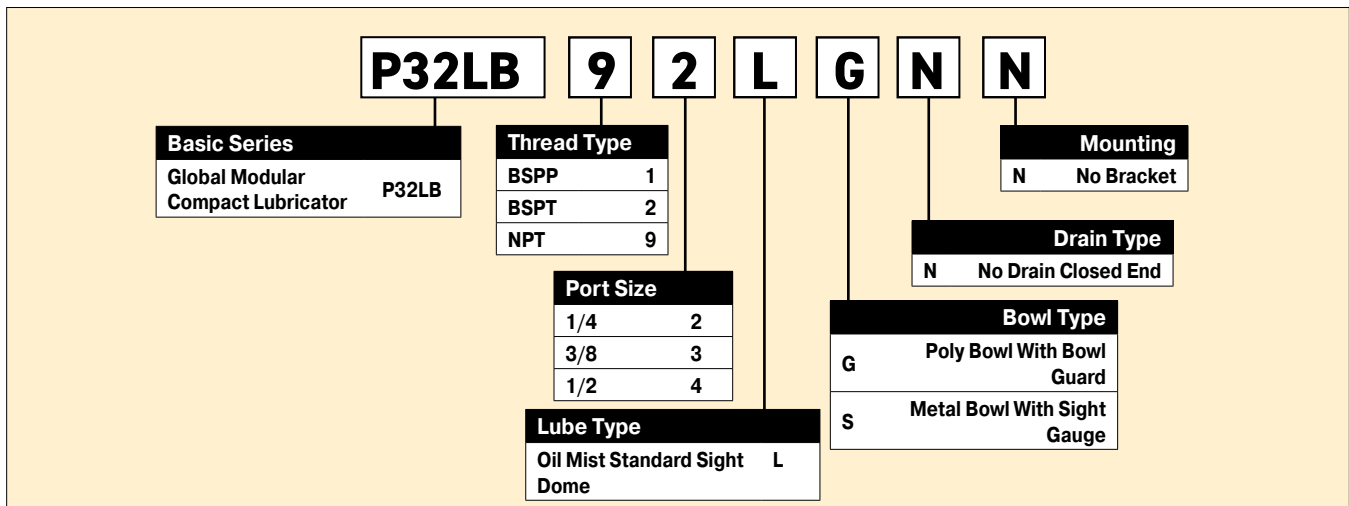 P32LB 9 2 L G N N
Basic Series
Global Modular
Compact Lubricator P32LB
Thread Type
BSPP 1
BSPT 2
NPT 9
Port Size
1/4 2
3/8 3
1/2 4
Lube Type
Oil Mist Standard Sight L
Dome
Mounting
N No Bracket
Drain Type
N No Drain Closed End
Bowl Type
G Poly Bowl With Bowl
Guard
S Metal Bowl With Sight
Gauge